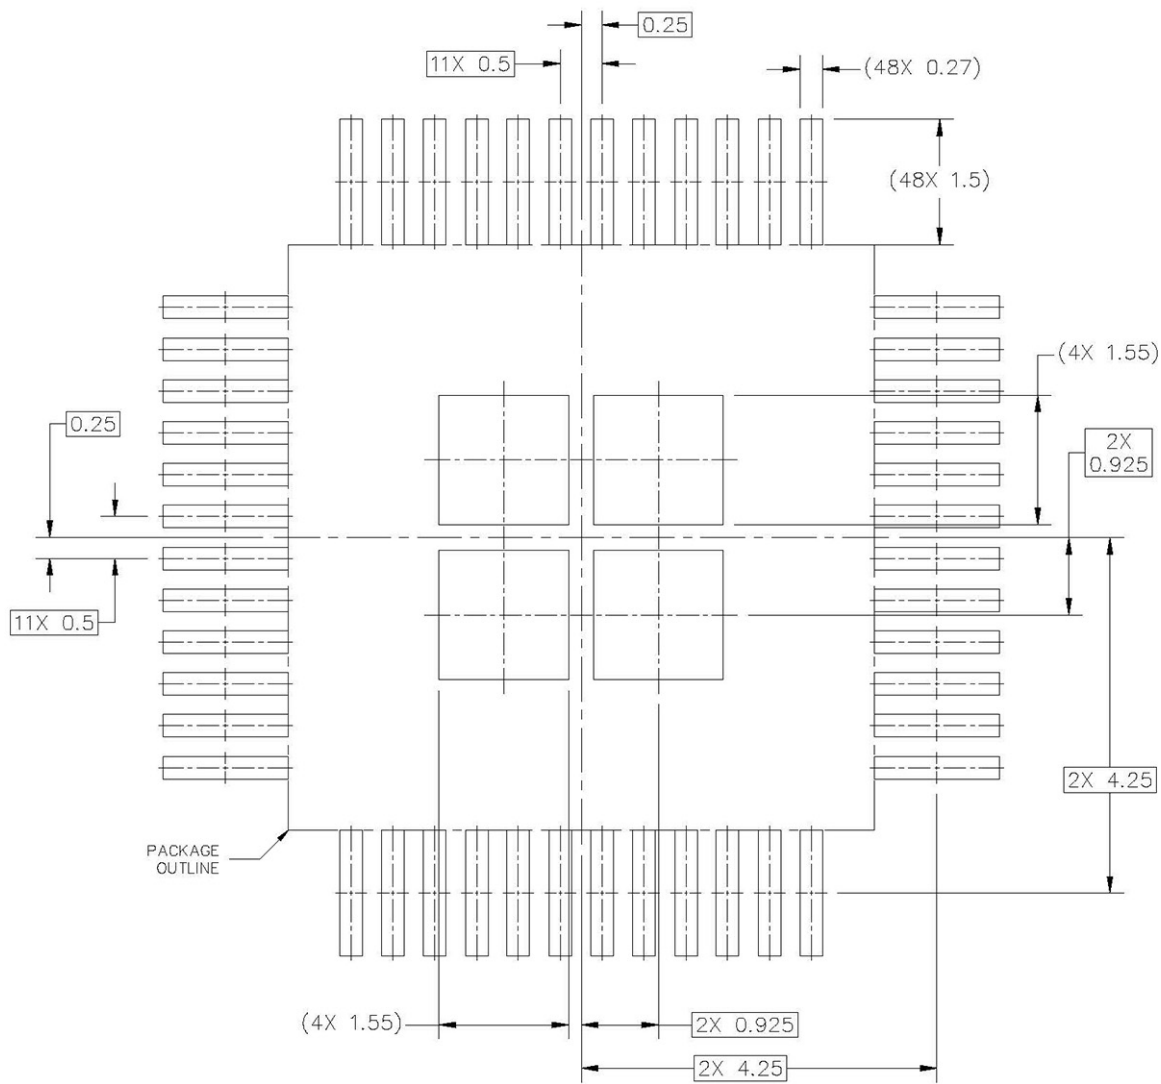 0.25
11X 0.5
(48X 0.27)
(48X 1.5)
(4X 1.55)
0.25
2X
0.925
11X 0.5
2X 4.25
PACKAGE
OUTLINE
(4X 1.55)
2X 0.925
2X 4.25